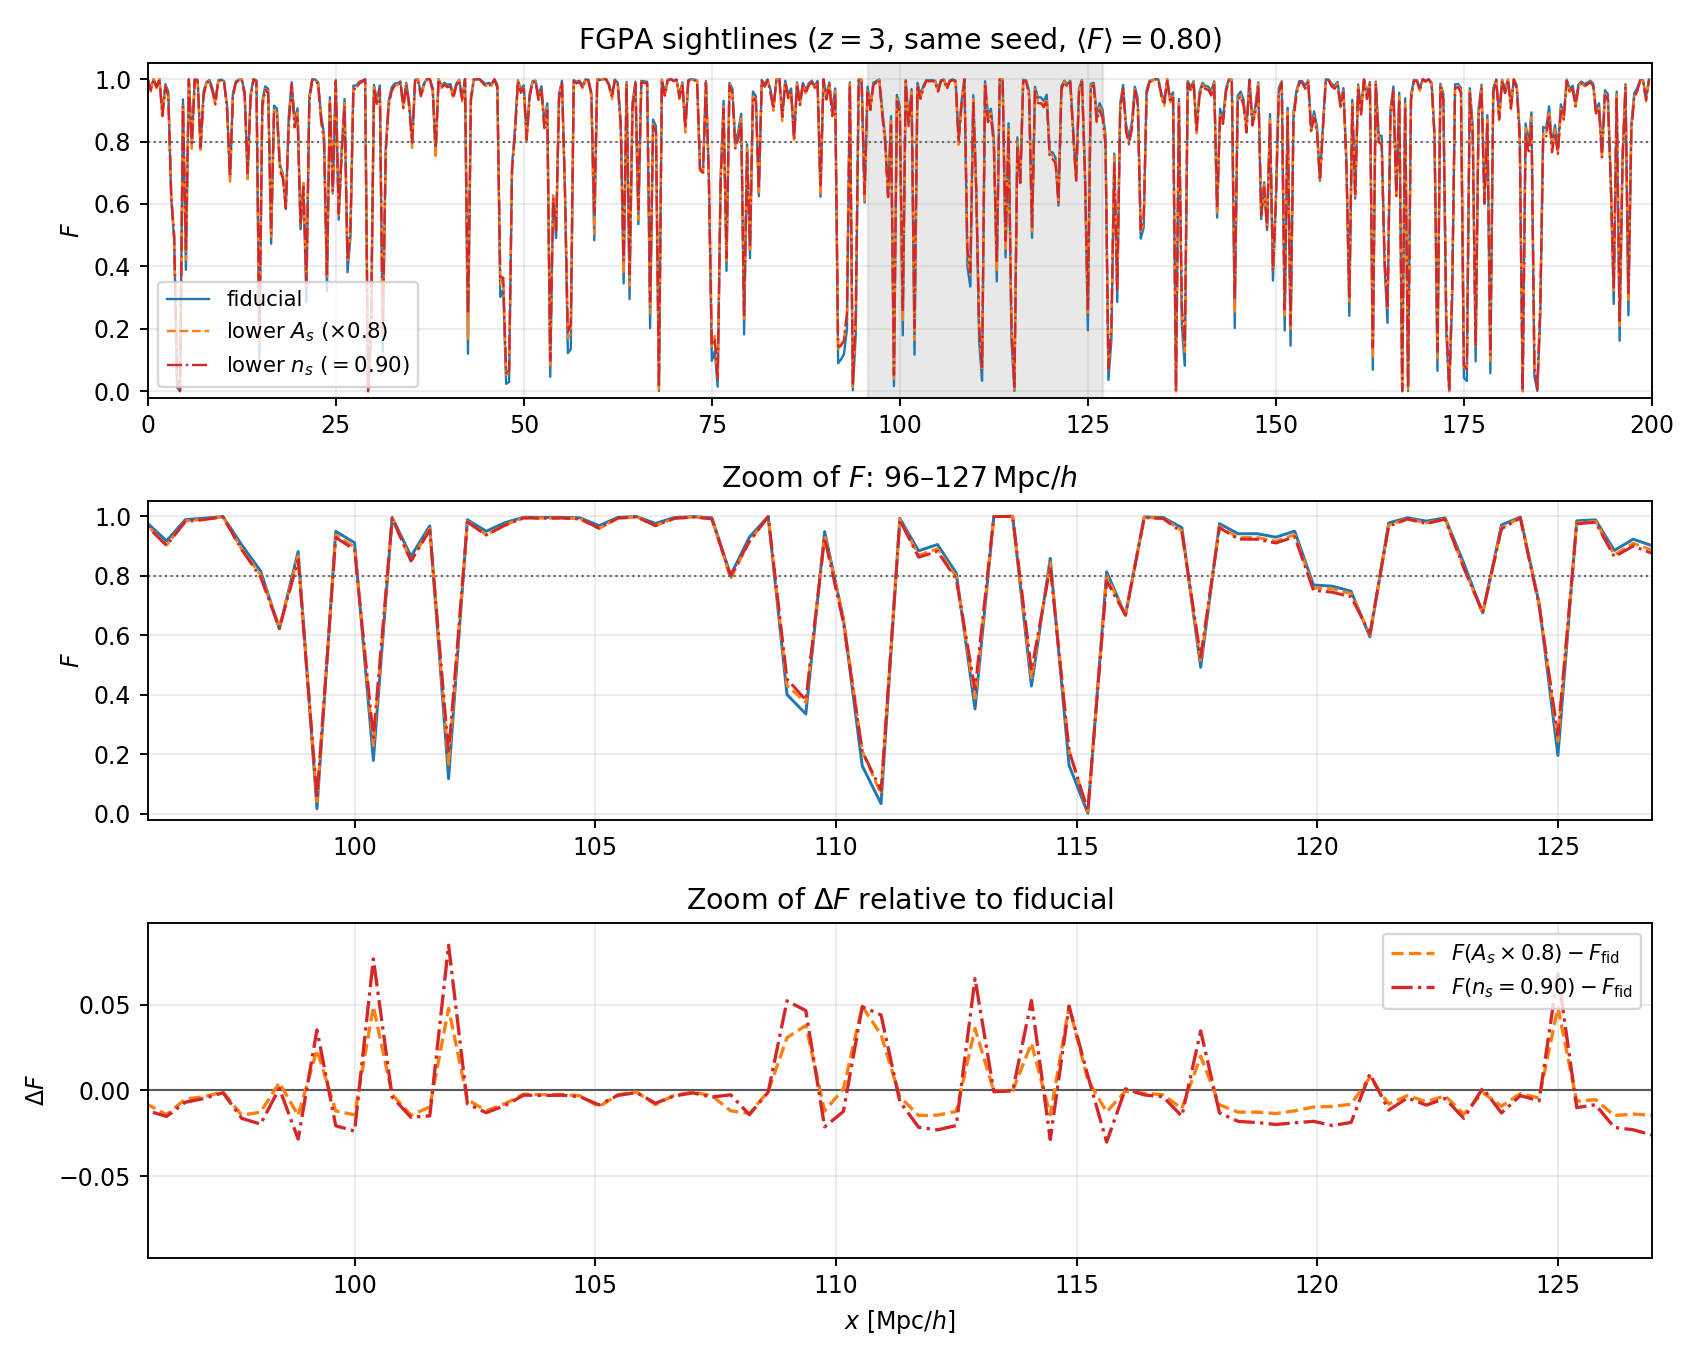 FGPA sightlines (z = 3, same seed, ⟨F⟩ = 0.80)
1.0
0.8
0.6
0.4
0.2
0.0
F
fiducial
lower A_s (×0.8)
lower n_s (= 0.90)
0 25 50 75 100 125 150 175 200
Zoom of F: 96–127 Mpc/h
1.0
0.8
0.6
0.4
0.2
0.0
F
100 105 110 115 120 125
Zoom of ΔF relative to fiducial
0.05
0.00
−0.05
ΔF
F(A_s × 0.8) − F_fid
F(n_s = 0.90) − F_fid
100 105 110 115 120 125
x [Mpc/h]